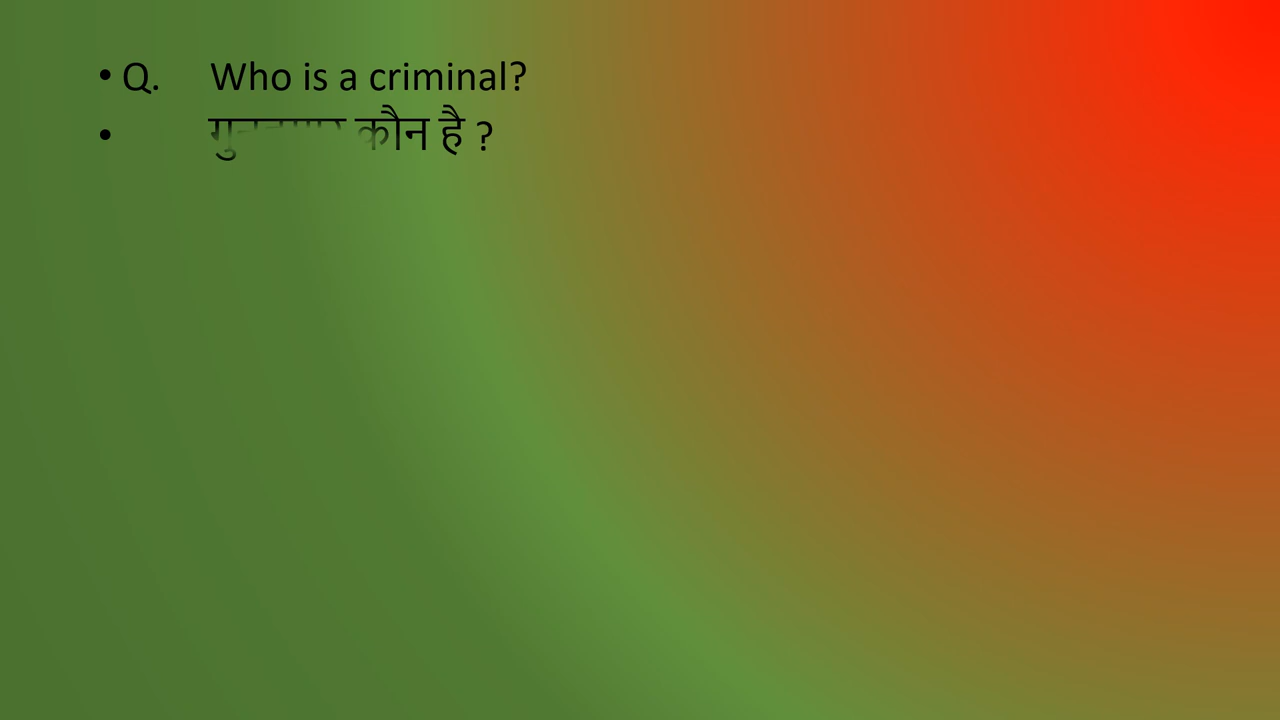 • Q. Who is a criminal?
• कौन है ?